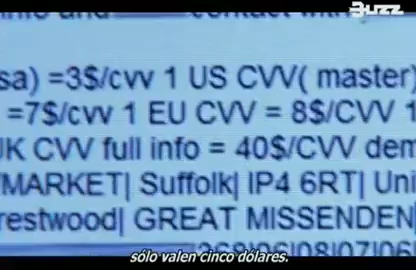 BUZZ
sa) =3$/cvv 1 US CVV( master)
=7$/cvv 1 EU CVV = 8$/CVV 1
UK CVV full info = 40$/CVV dem
MARKET| Suffolk| IP4 6RT| Uni
restwood| GREAT MISSENDEN|
sólo valen cinco dólares.